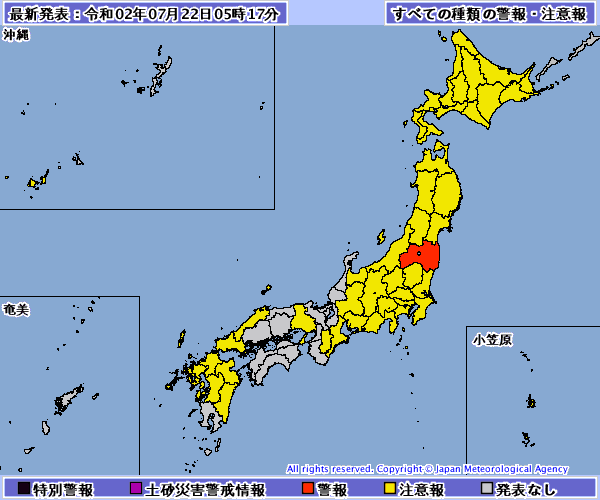 最新発表：令和02年07月22日05時17分
すべての種類の警報・注意報
沖縄
奄美
小笠原
All rights reserved. Copyright © Japan Meteorological Agency
特別警報 土砂災害警戒情報 警報 注意報 発表なし